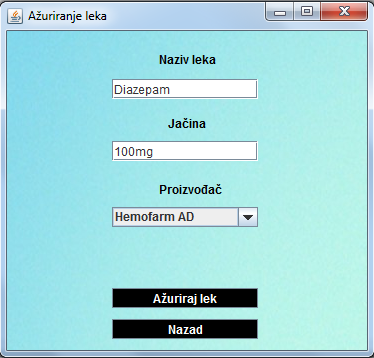 Ažuriranje leka
Naziv leka
Diazepam
Jačina
100mg
Proizvođač
Hemofarm AD
Ažuriraj lek
Nazad